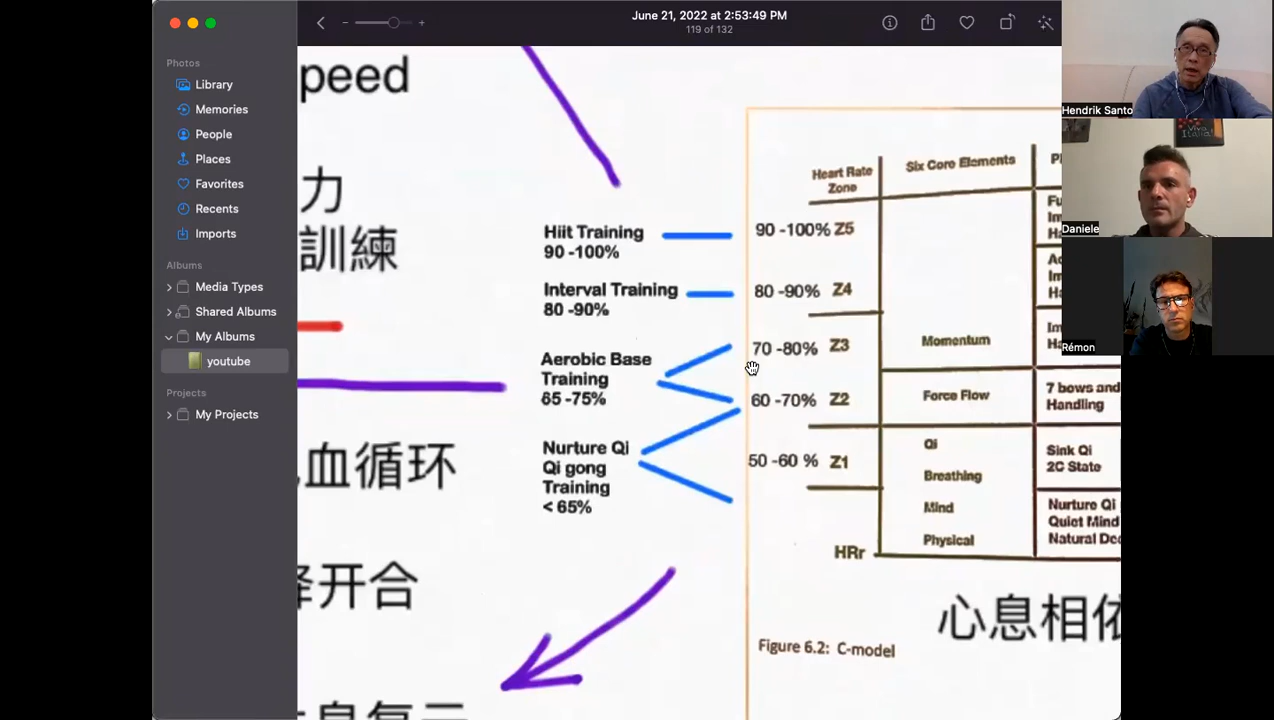 June 21, 2022 at 2:53:49 PM
119 of 132
Photos
Library
Memories
People
Places
Favorites
Recents
Imports
Albums
Media Types
Shared Albums
My Albums
youtube
Projects
My Projects
peed
力
訓練
血循环
开合
Hiit Training
90 -100%
Interval Training
80 -90%
Aerobic Base
Training
65 -75%
Nurture Qi
Qi gong
Training
< 65%
Heart Rate
Zone
Six Core Elements
90 -100% Z5
80 -90% Z4
70 -80% Z3
60 -70% Z2
50 -60 % Z1
HRr
Momentum
Force Flow
Qi
Breathing
Mind
Physical
7 bows and
Handling
Sink Qi
2C State
Nurture Qi
Quiet Mind
Natural
心息相依
Figure 6.2: C-model
Hendrik Santo
VIVA
ITALIA!
Daniele
Rémon